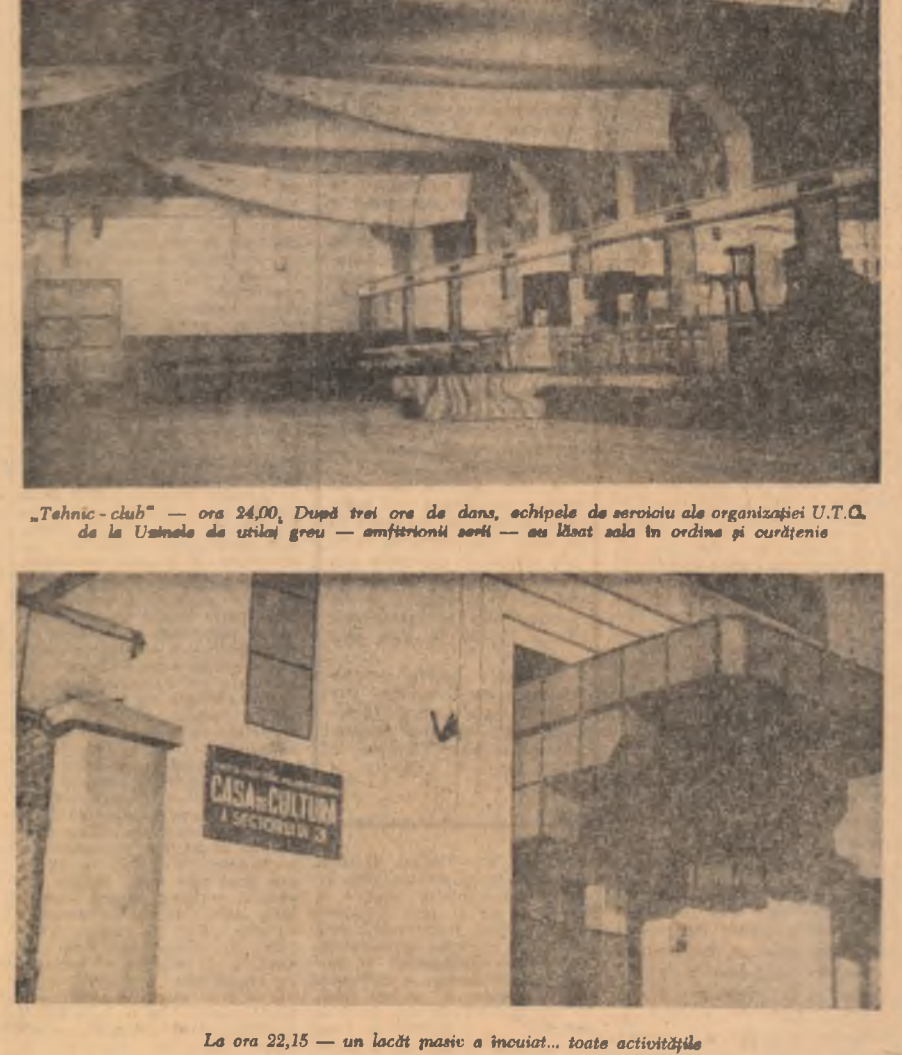 „Tehnic-club“ — ora 24,00. După trei ore de dans, echipele de serviciu ale organizației U.T.C.
de la Uzinele de utilaj greu — amfitrionii serii — au lăsat sala în ordine și curățenie
CASA DE CULTURA
A SECTORULUI 3
La ora 22,15 — un lacăt masiv a încuiat... toate activitățile